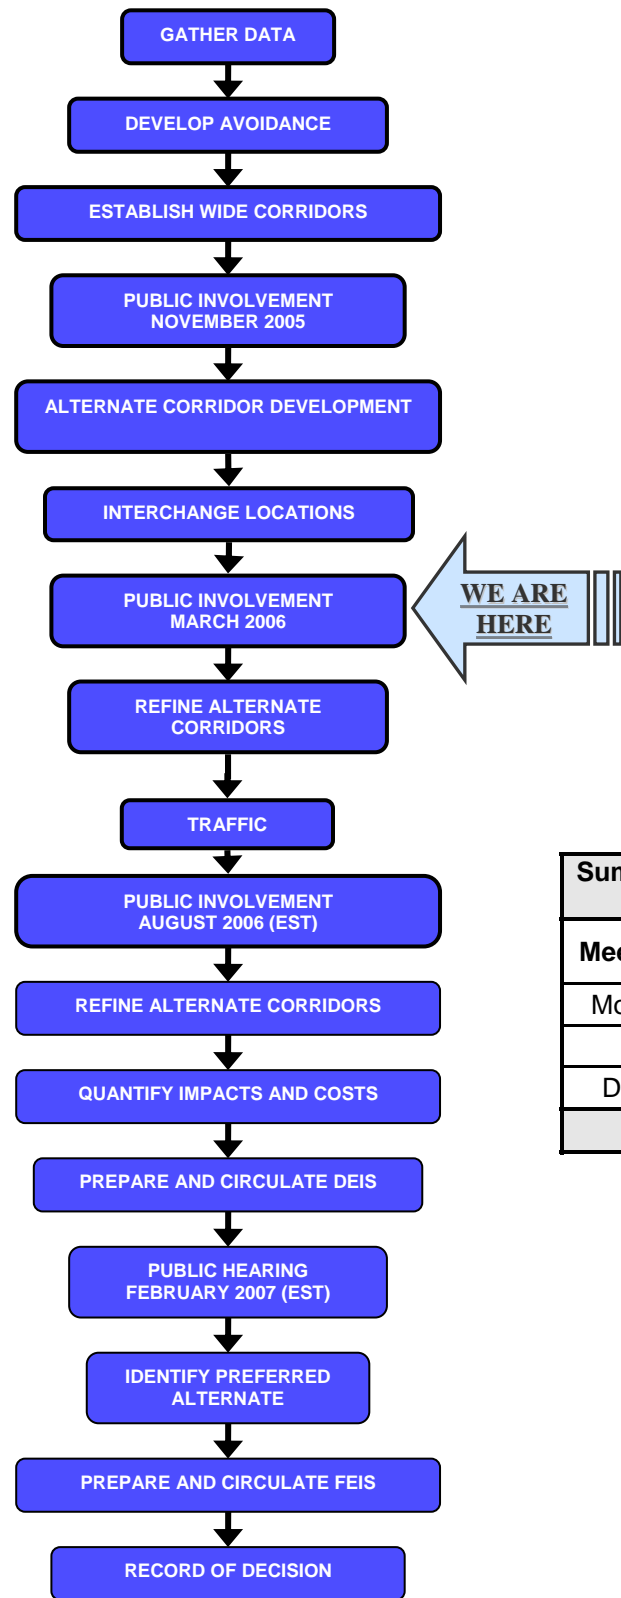 GATHER DATA
DEVELOP AVOIDANCE
ESTABLISH WIDE CORRIDORS
PUBLIC INVOLVEMENT
NOVEMBER 2005
ALTERNATE CORRIDOR DEVELOPMENT
INTERCHANGE LOCATIONS
PUBLIC INVOLVEMENT
MARCH 2006
WE ARE
HERE
REFINE ALTERNATE
CORRIDORS
TRAFFIC
PUBLIC INVOLVEMENT
AUGUST 2006 (EST)
REFINE ALTERNATE CORRIDORS
QUANTIFY IMPACTS AND COSTS
PREPARE AND CIRCULATE DEIS
PUBLIC HEARING
FEBRUARY 2007 (EST)
IDENTIFY PREFERRED
ALTERNATE
PREPARE AND CIRCULATE FEIS
RECORD OF DECISION